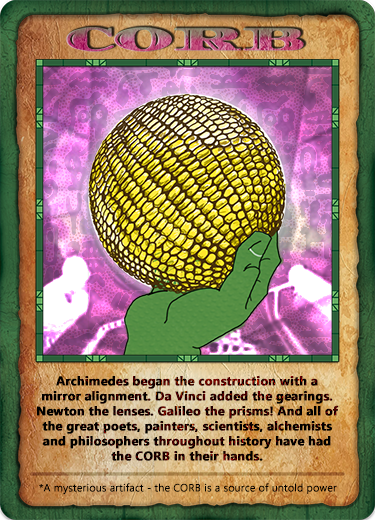 CORB
Archimedes began the construction with a
mirror alignment. Da Vinci added the gearings.
Newton the lenses. Galileo the prisms! And all of
the great poets, painters, scientists, alchemists
and philosophers throughout history have had
the CORB in their hands.
*A mysterious artifact - the CORB is a source of untold power